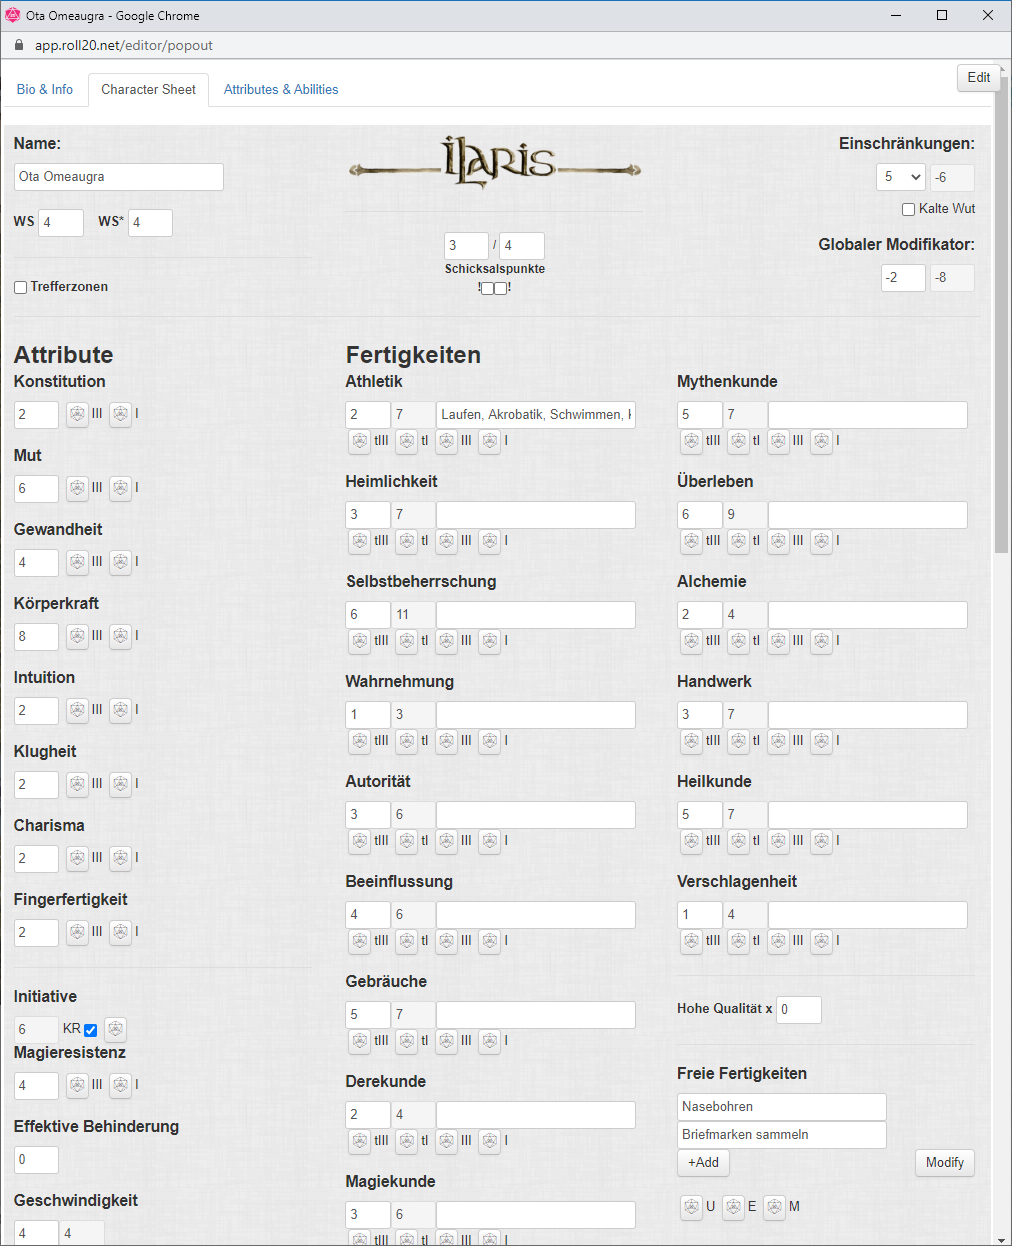 Ota Omeaugra - Google Chrome
app.roll20.net/editor/popout
Bio & Info
Character Sheet
Attributes & Abilities
Edit
Name:
Ota Omeaugra
WS 4 WS* 4
Trefferzonen
ILARIS
3 / 4
Schicksalspunkte
! !
Einschränkungen:
5 -6
Kalte Wut
Globaler Modifikator:
-2 -8
Attribute
Konstitution
2 III I
Mut
6 III I
Gewandheit
4 III I
Körperkraft
8 III I
Intuition
2 III I
Klugheit
2 III I
Charisma
2 III I
Fingerfertigkeit
2 III I
Initiative
6 KR
Magieresistenz
4 III I
Effektive Behinderung
0
Geschwindigkeit
4 4
Fertigkeiten
Athletik
2 7 Laufen, Akrobatik, Schwimmen,
tIII tI III I
Heimlichkeit
3 7
tIII tI III I
Selbstbeherrschung
6 11
tIII tI III I
Wahrnehmung
1 3
tIII tI III I
Autorität
3 6
tIII tI III I
Beeinflussung
4 6
tIII tI III I
Gebräuche
5 7
tIII tI III I
Derekunde
2 4
tIII tI III I
Magiekunde
3 6
tIII tI III I
Mythenkunde
5 7
tIII tI III I
Überleben
6 9
tIII tI III I
Alchemie
2 4
tIII tI III I
Handwerk
3 7
tIII tI III I
Heilkunde
5 7
tIII tI III I
Verschlagenheit
1 4
tIII tI III I
Hohe Qualität x 0
Freie Fertigkeiten
Nasebohren
Briefmarken sammeln
+Add Modify
U E M